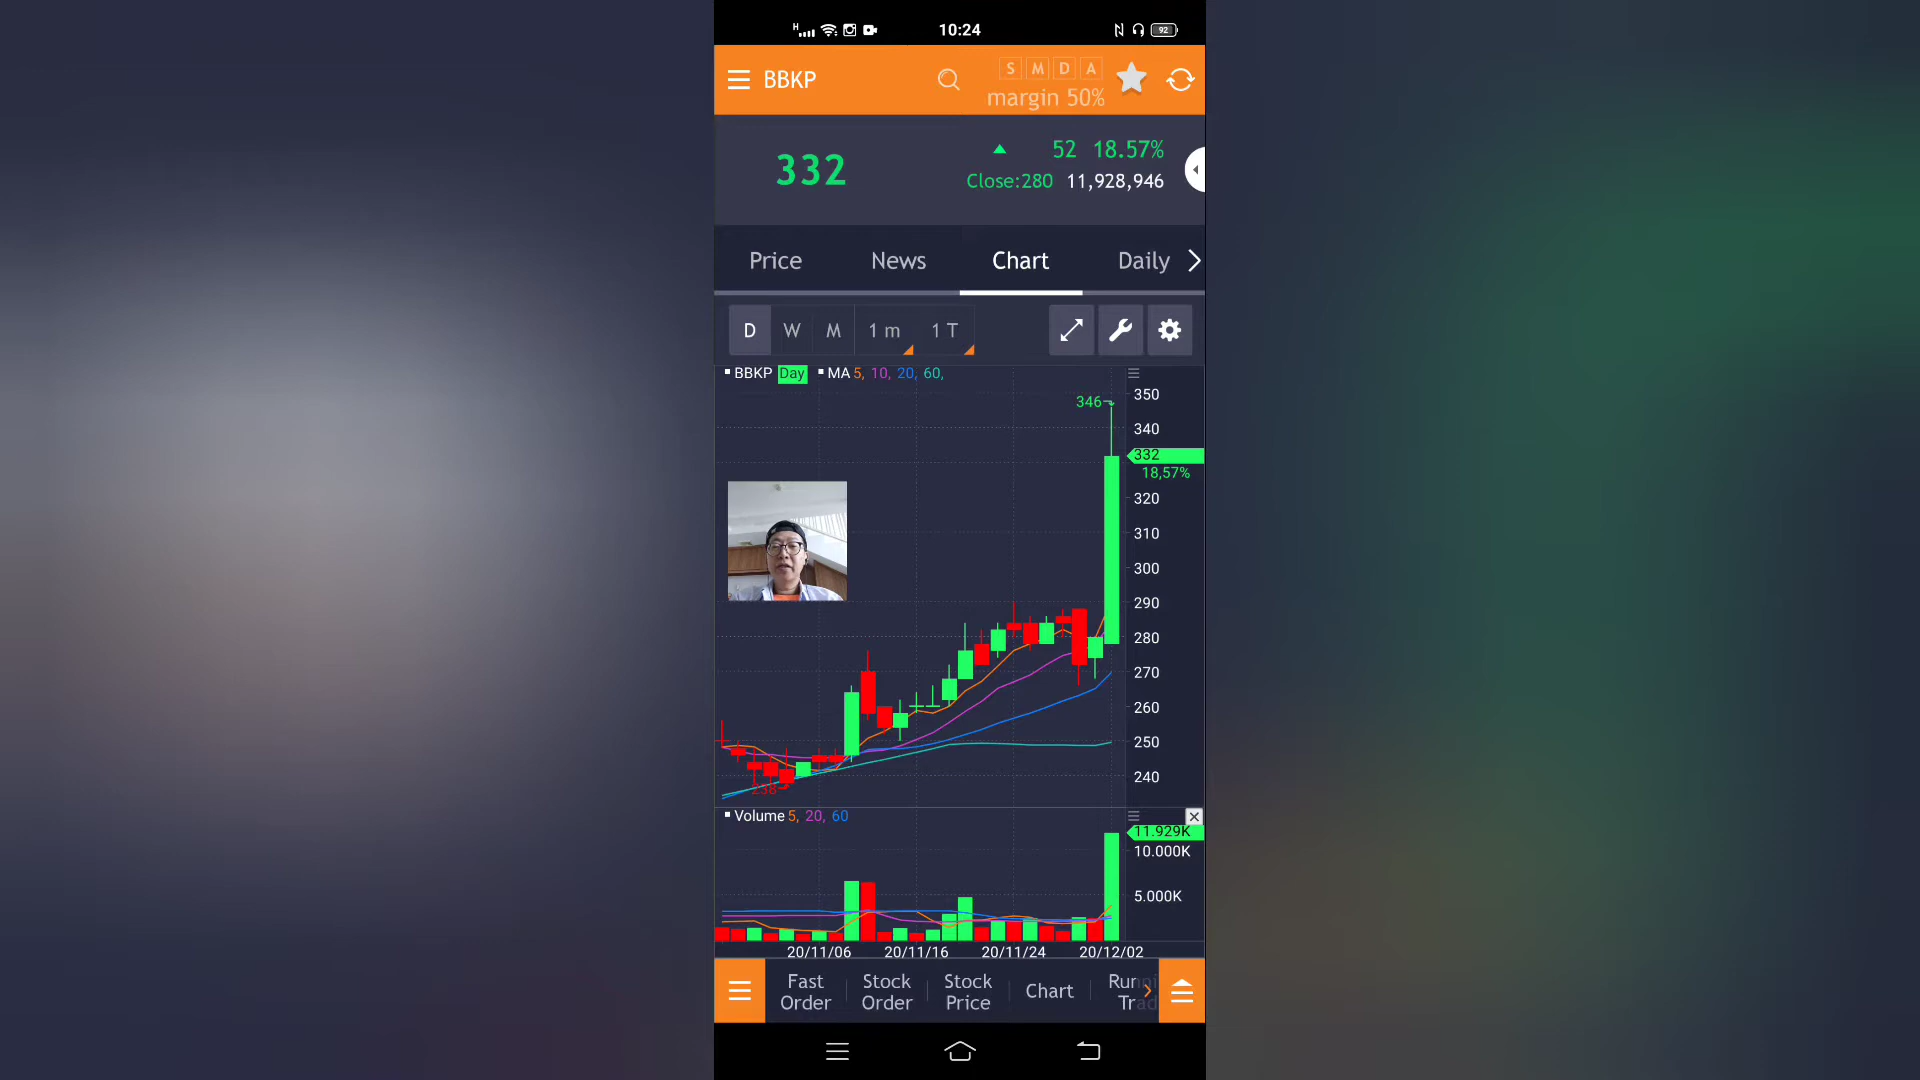 H 10:24 92
BBKP S M D A
margin 50%
332 52 18.57%
Close:280 11,928,946
Price News Chart Daily
D W M 1 m 1 T
BBKP Day MA 5, 10, 20, 60,
350
346
340
332
18,57%
320
310
300
290
280
270
260
250
240
238
Volume 5, 20, 60
11.929K
10.000K
5.000K
20/11/06 20/11/16 20/11/24 20/12/02
Fast Order
Stock Order
Stock Price
Chart